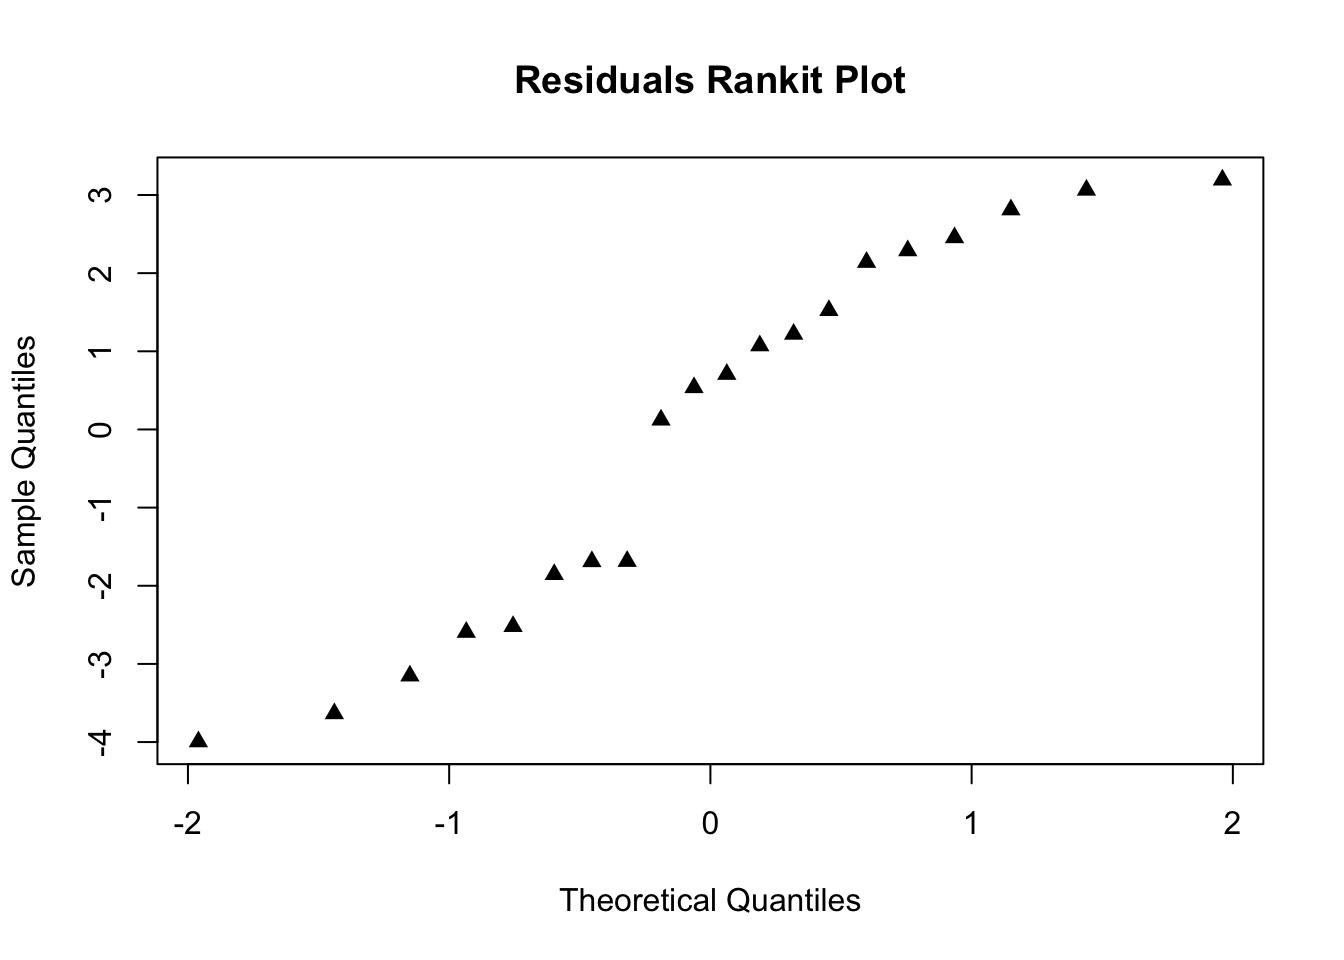 Residuals Rankit Plot
3
2
1
0
-1
-2
-3
-4
Sample Quantiles
-2 -1 0 1 2
Theoretical Quantiles